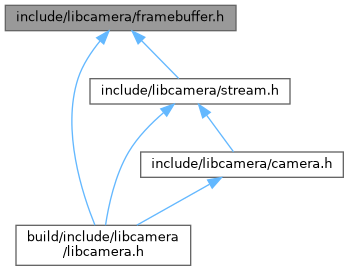 include/libcamera/framebuffer.h
include/libcamera/stream.h
include/libcamera/camera.h
build/include/libcamera
/libcamera.h